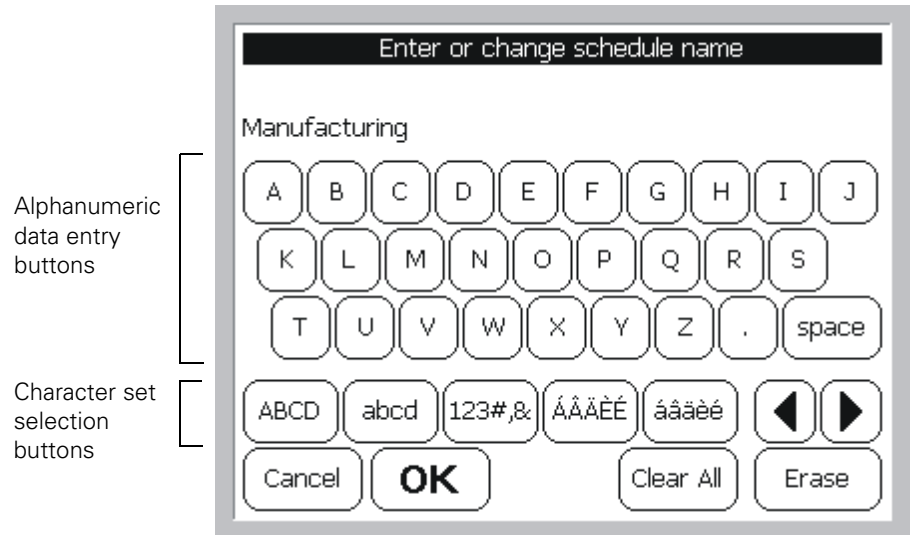 Enter or change schedule name
Manufacturing
Alphanumeric
data entry
buttons
A B C D E F G H I J
K L M N O P Q R S
T U V W X Y Z . space
Character set
selection
buttons
ABCD abcd 123#,& ÁÂÄÈÉ áâäèé
Cancel OK Clear All Erase